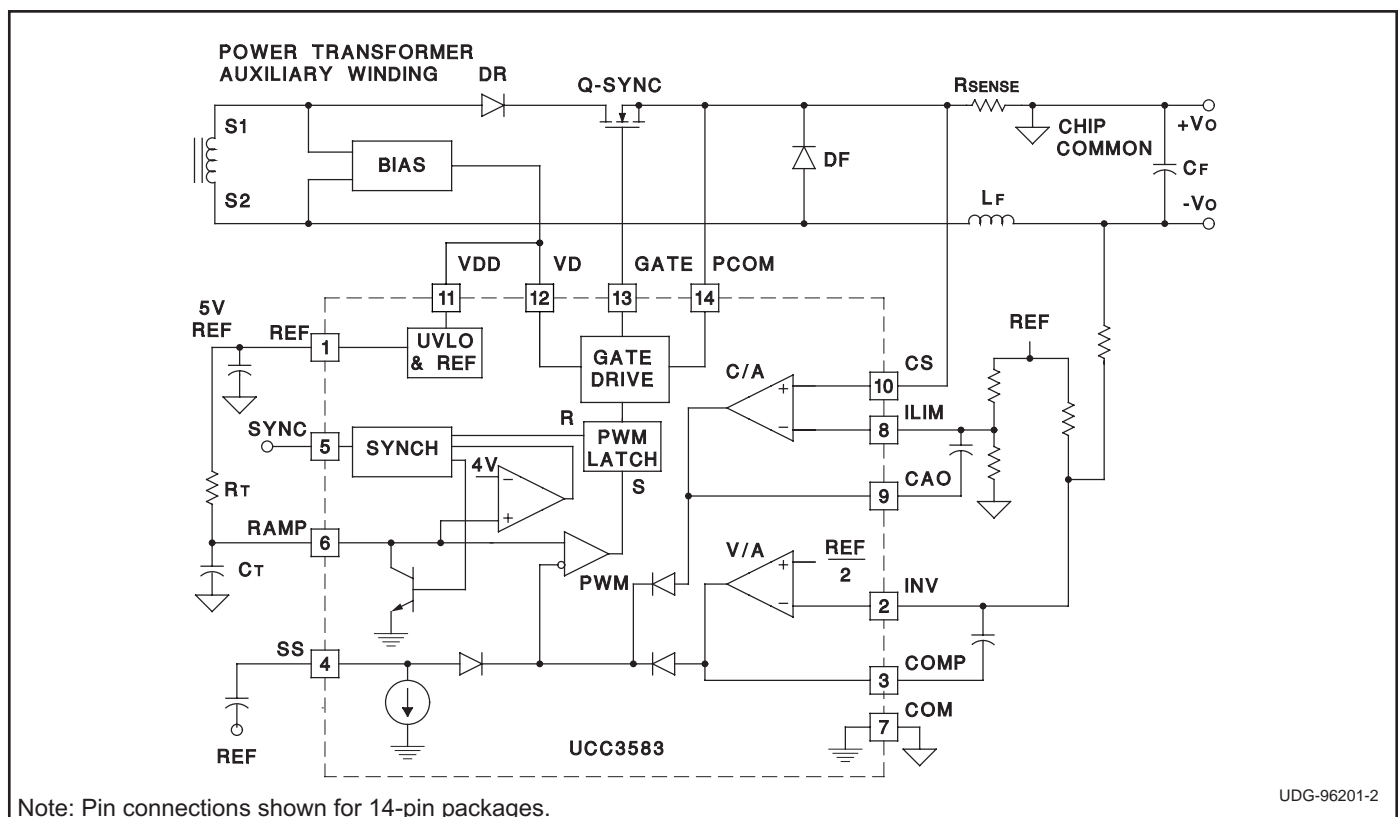 POWER TRANSFORMER
AUXILIARY WINDING
DR
Q-SYNC
RSENSE
S1
S2
BIAS
DF
CHIP
COMMON
+Vo
CF
-Vo
LF
VDD
VD
GATE
PCOM
11
12
13
14
5V
REF
REF
1
UVLO
& REF
GATE
DRIVE
C/A
+
-
CS
10
ILIM
8
REF
SYNC
5
SYNCH
R
PWM
LATCH
S
4V
-
+
CAO
9
RT
RAMP
6
CT
PWM
V/A
+
-
REF
2
INV
2
SS
4
COMP
3
COM
7
REF
UCC3583
UDG-96201-2
Note: Pin connections shown for 14-pin packages.